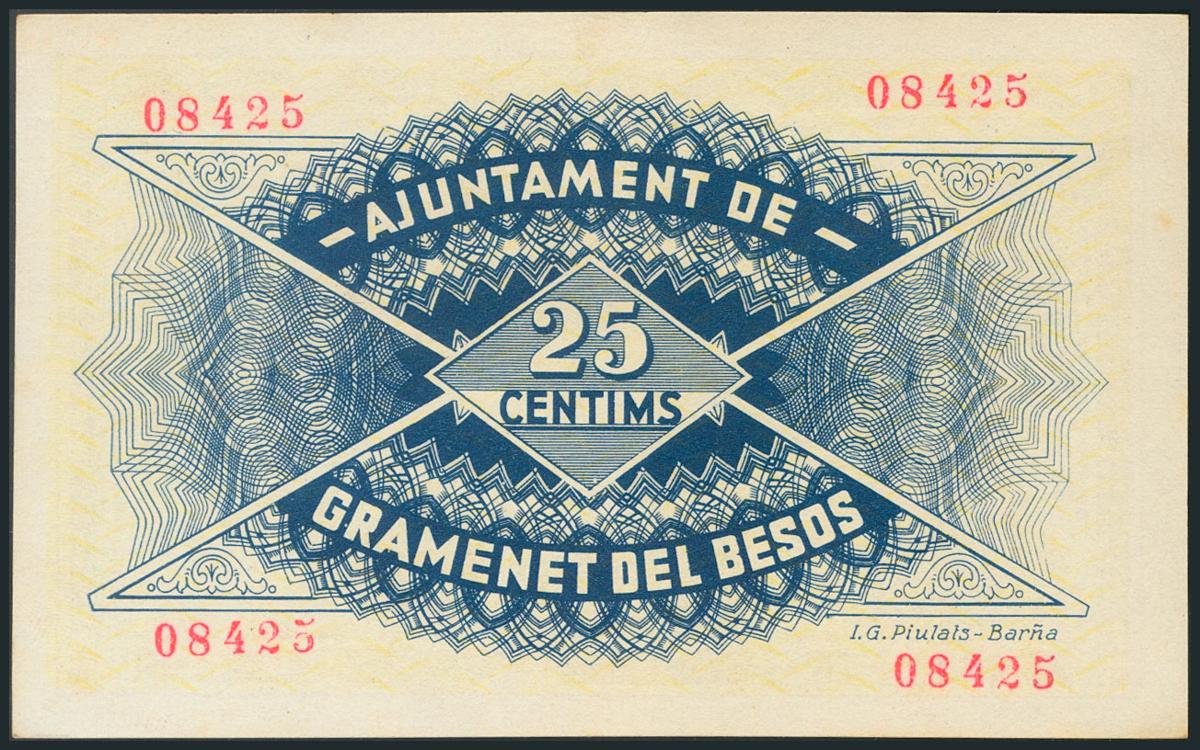 08425
08425
- AJUNTAMENT DE -
25
CENTIMS
GRAMENET DEL BESOS
I.G. Piulats - Barña
08425
08425